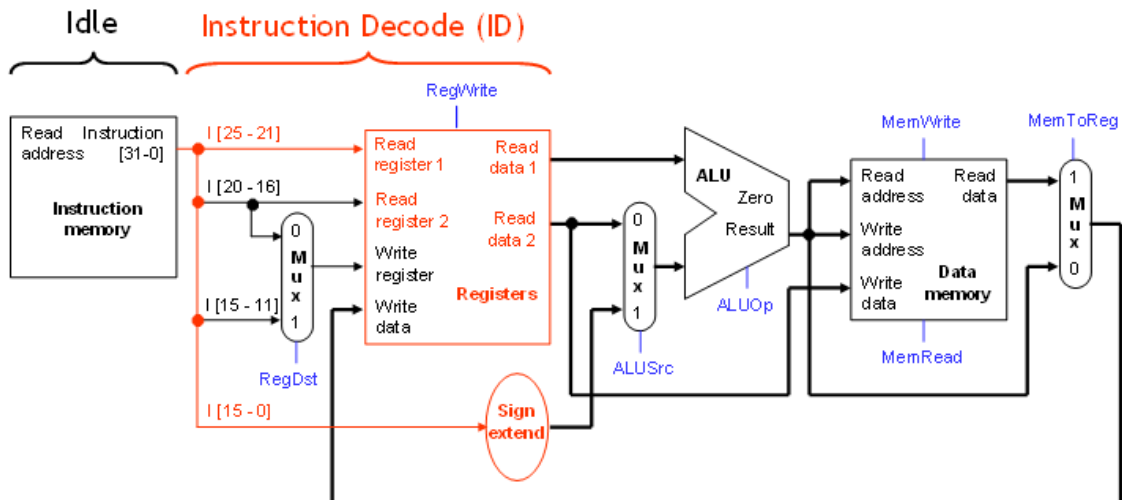 Idle
Instruction Decode (ID)
RegWrite
MemWrite
MemToReg
Read Instruction
address [31-0]
Instruction
memory
I [25 - 21]
I [20 - 16]
I [15 - 11]
I [15 - 0]
0
M
u
x
1
RegDst
Read
register 1
Read
register 2
Write
register
Write
data
Read
data 1
Read
data 2
Registers
Sign
extend
0
M
u
x
1
ALUSrc
ALU
Zero
Result
ALUOp
Read
address
Write
address
Write
data
Read
data
Data
memory
MemRead
1
M
u
x
0